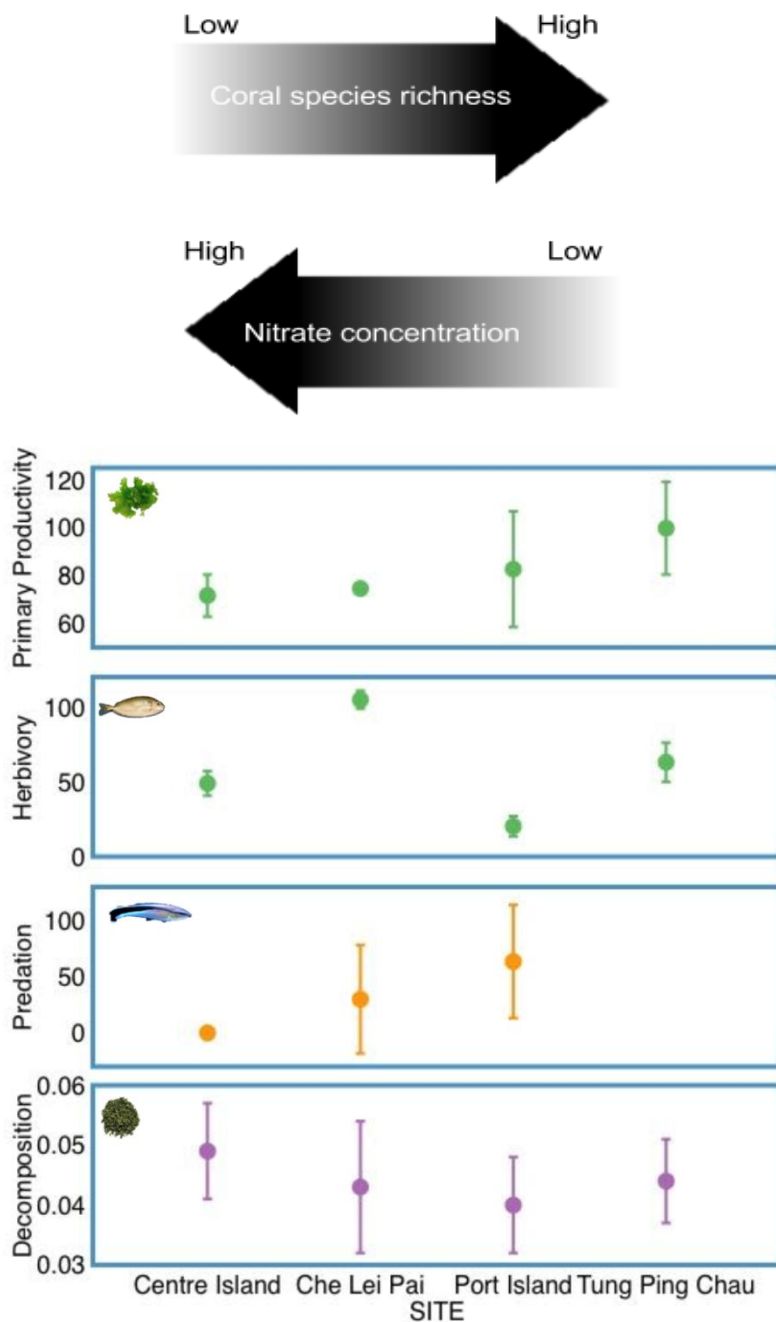 Low High
Coral species richness
High Low
Nitrate concentration
Primary Productivity
120
100
80
60
Herbivory
100
50
0
Predation
100
50
0
Decomposition
0.06
0.05
0.04
0.03
Centre Island Che Lei Pai Port Island Tung Ping Chau
SITE